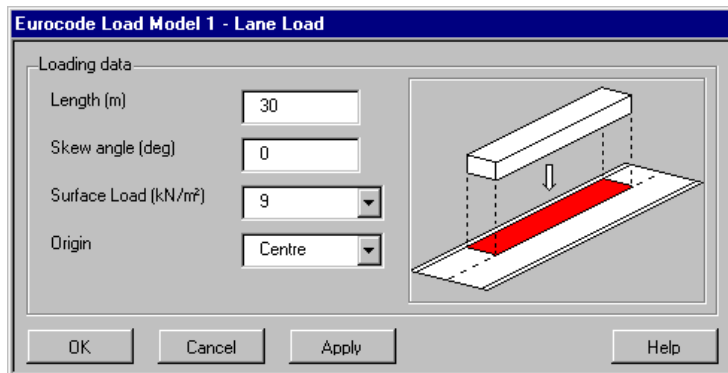 Eurocode Load Model 1 - Lane Load
Loading data
Length (m) 30
Skew angle (deg) 0
Surface Load (kN/m²) 9
Origin Centre
OK Cancel Apply Help